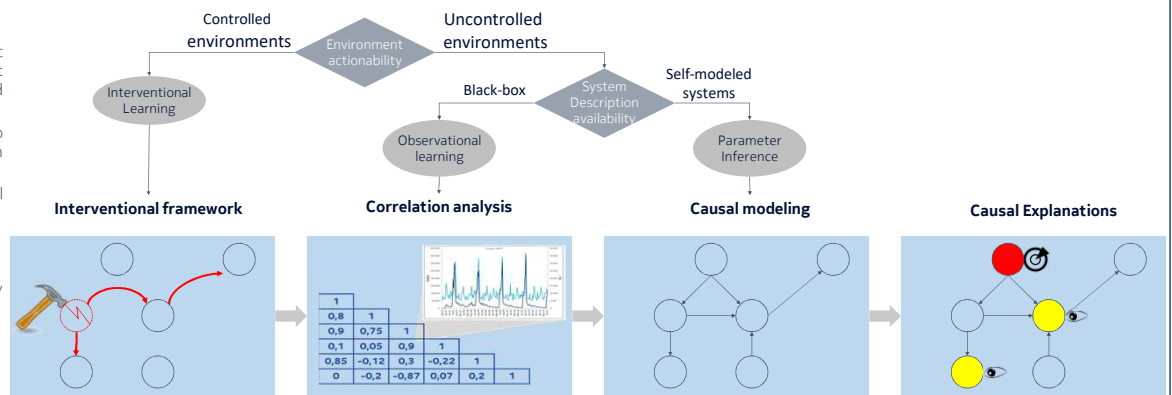 Controlled
environments
Environment
actionability
Uncontrolled
environments
Interventional
Learning
Black-box
System
Description
availability
Self-modeled
systems
Observational
learning
Parameter
Inference
Interventional framework
Correlation analysis
Causal modeling
Causal Explanations
1
0,8 1
0,9 0,75 1
0,1 0,05 0,9 1
0,85 -0,12 0,3 -0,22 1
0 -0,2 -0,87 0,07 0,2 1